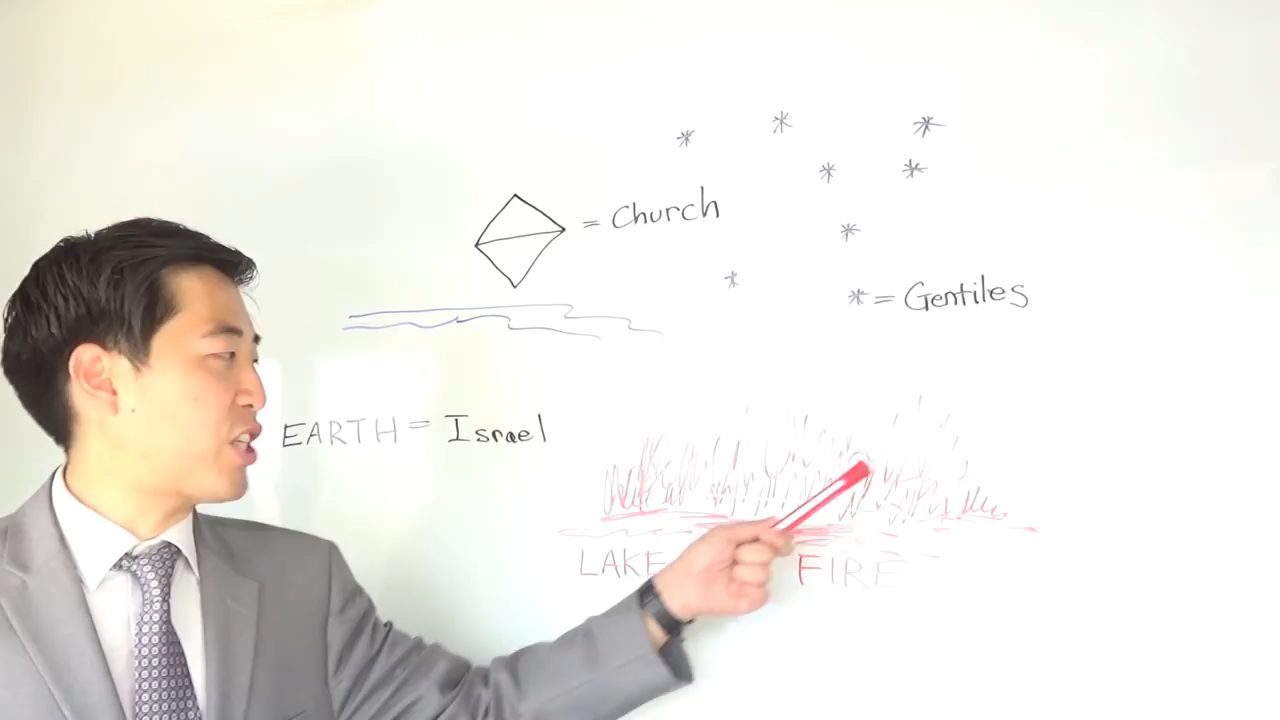 = Church
* = Gentiles
EARTH = Israel
LAKE FIRE